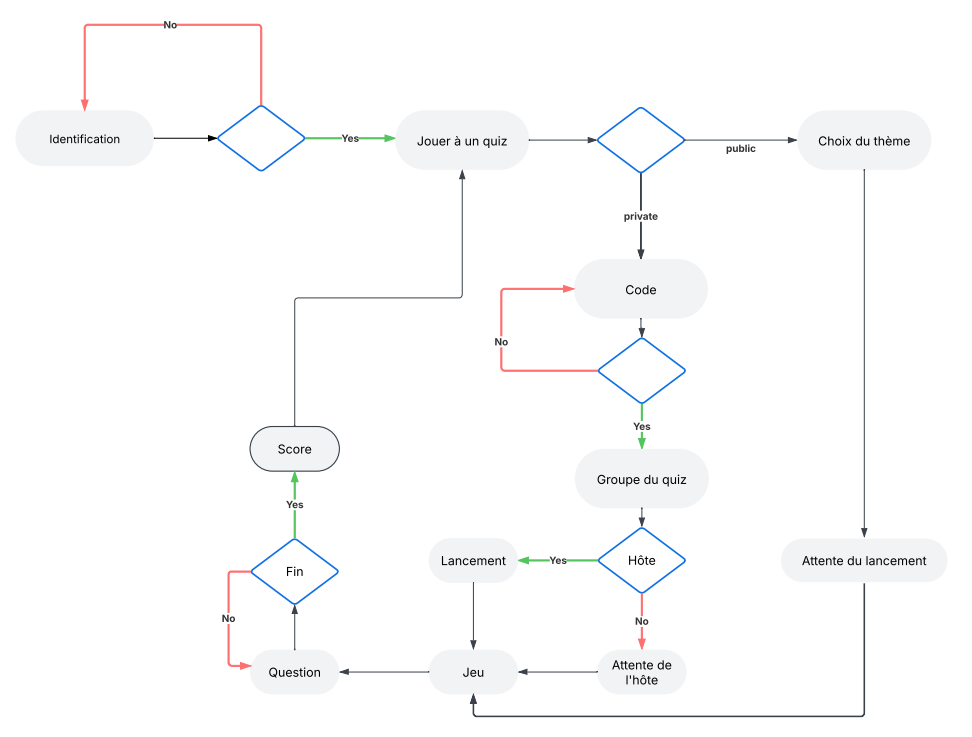 No
Identification
Yes
Jouer à un quiz
public
Choix du thème
private
Code
No
Yes
Score
Groupe du quiz
Yes
Fin
Lancement
Yes
Hôte
Attente du lancement
No
No
Question
Jeu
Attente de
l'hôte